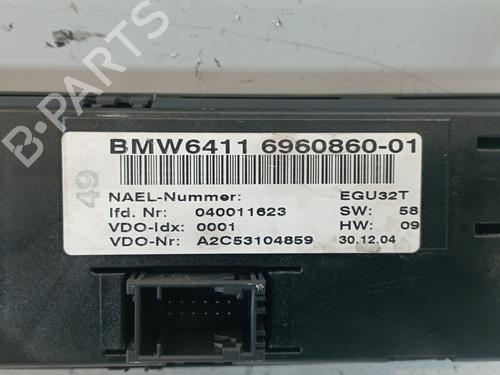 B-PARTS
49
BMW6411 6960860-01
NAEL-Nummer: EGU32T
lfd. Nr: 040011623 SW: 58
VDO-Idx: 0001 HW: 09
VDO-Nr: A2C53104859 30.12.04